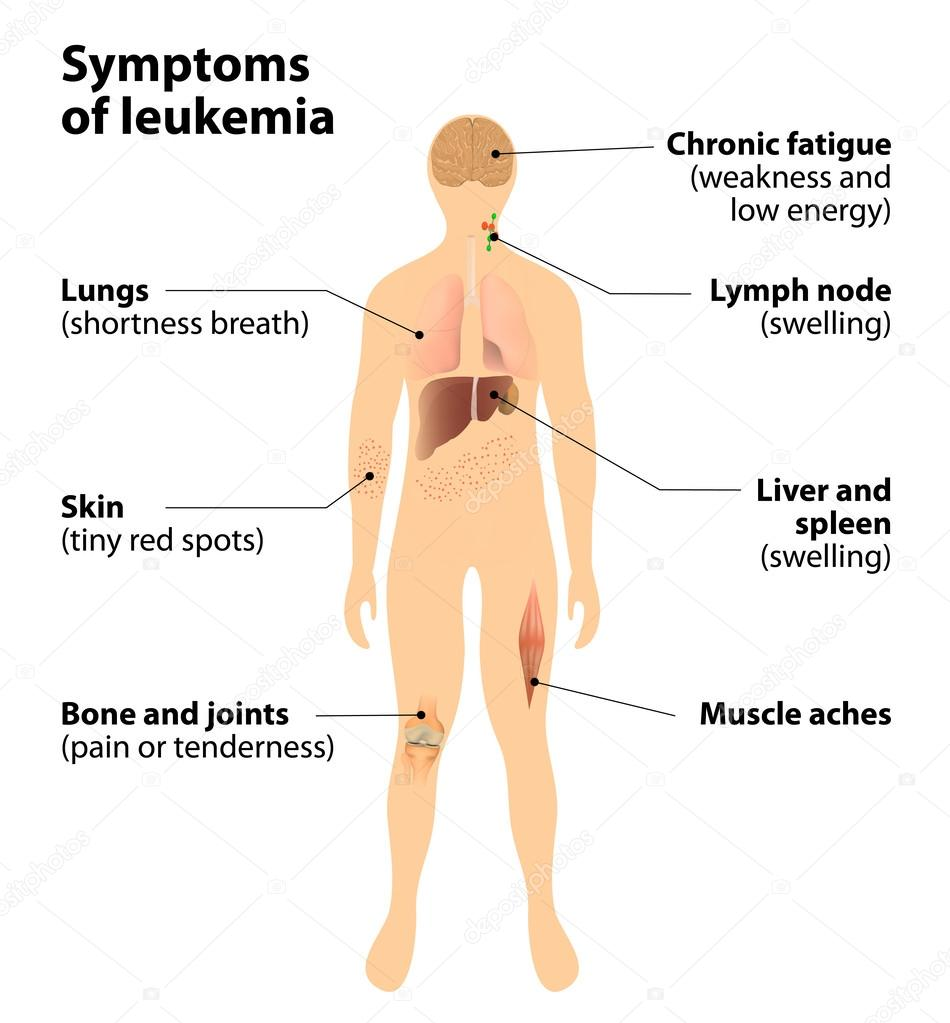 Symptoms
of leukemia
Chronic fatigue
(weakness and
low energy)
Lungs
(shortness breath)
Lymph node
(swelling)
Skin
(tiny red spots)
Liver and
spleen
(swelling)
Bone and joints
(pain or tenderness)
Muscle aches
depositphotos